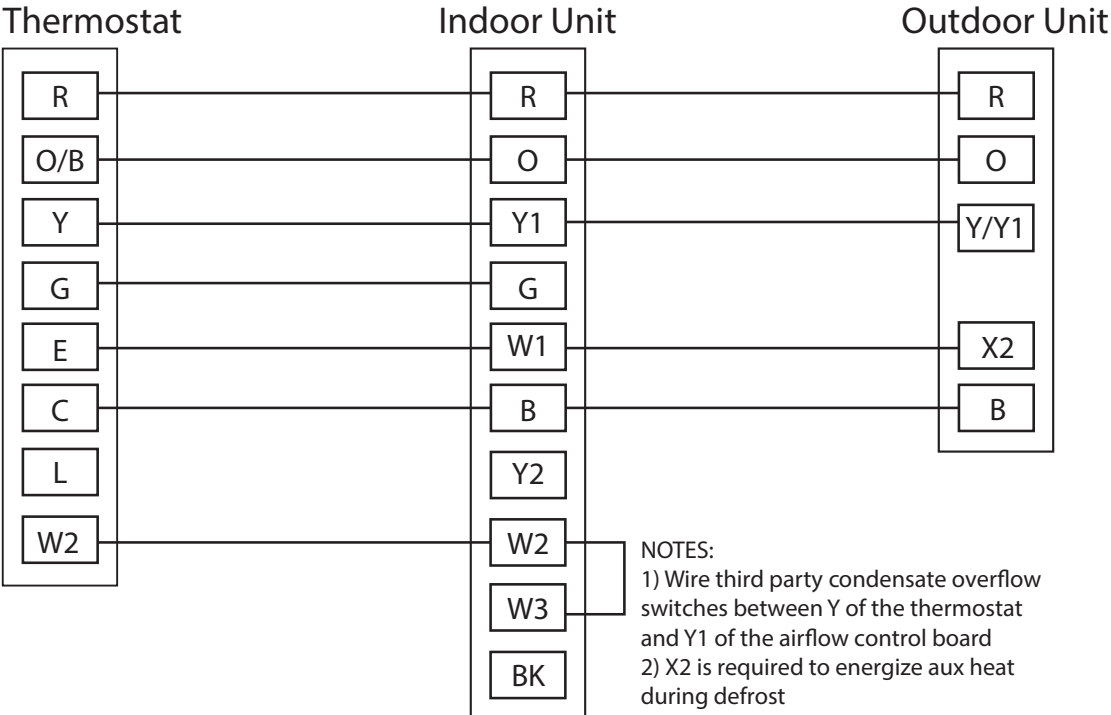 Thermostat Indoor Unit Outdoor Unit
R R R
O/B O O
Y Y1 Y/Y1
G G
E W1 X2
C B B
L Y2
W2 W2
W3
BK
NOTES:
1) Wire third party condensate overflow
switches between Y of the thermostat
and Y1 of the airflow control board
2) X2 is required to energize aux heat
during defrost